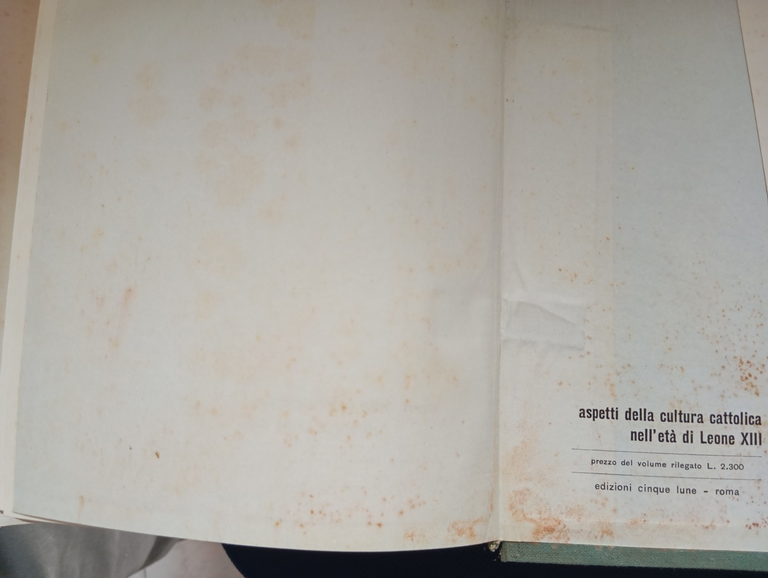 aspetti della cultura cattolica
nell'età di Leone XIII
prezzo del volume rilegato L. 2.300
edizioni cinque lune - roma